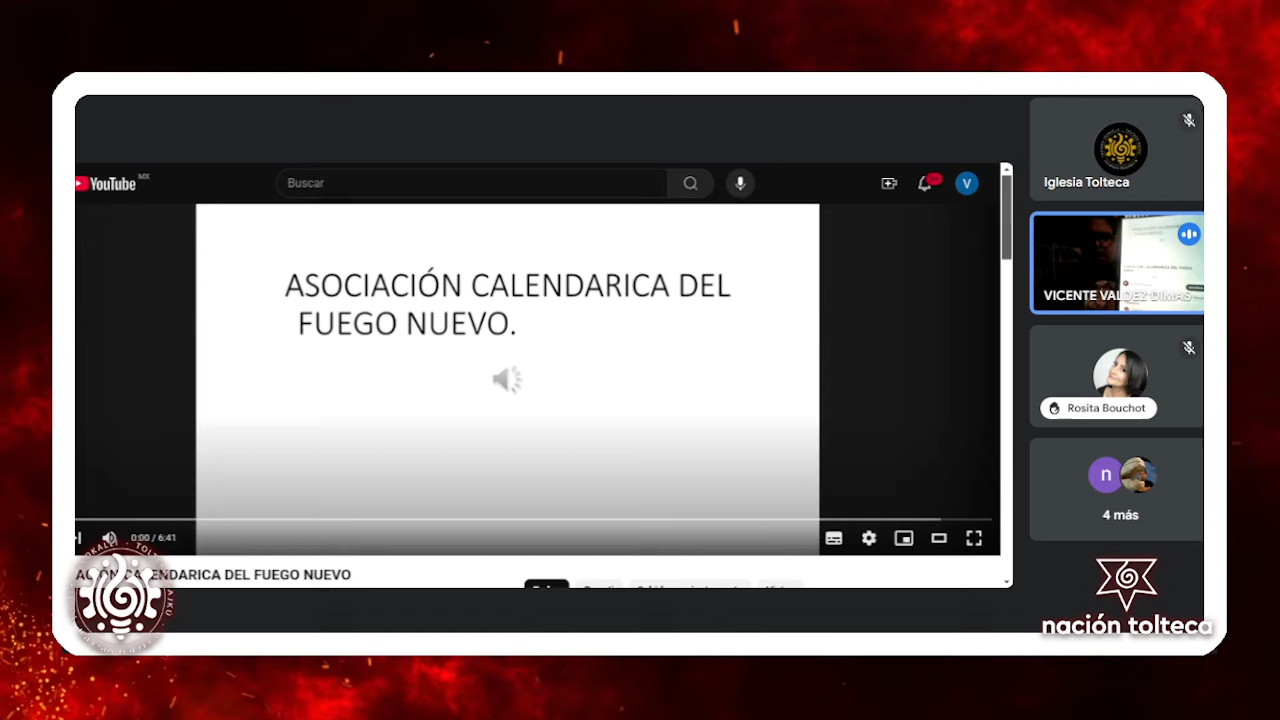 YouTube MX
Buscar
V
ASOCIACIÓN CALENDARICA DEL
FUEGO NUEVO.
0:00 / 6:41
CALENDARICA DEL FUEGO NUEVO
Iglesia Tolteca
VICENTE VALDEZ DIMAS
Rosita Bouchot
n
4 más
nación tolteca